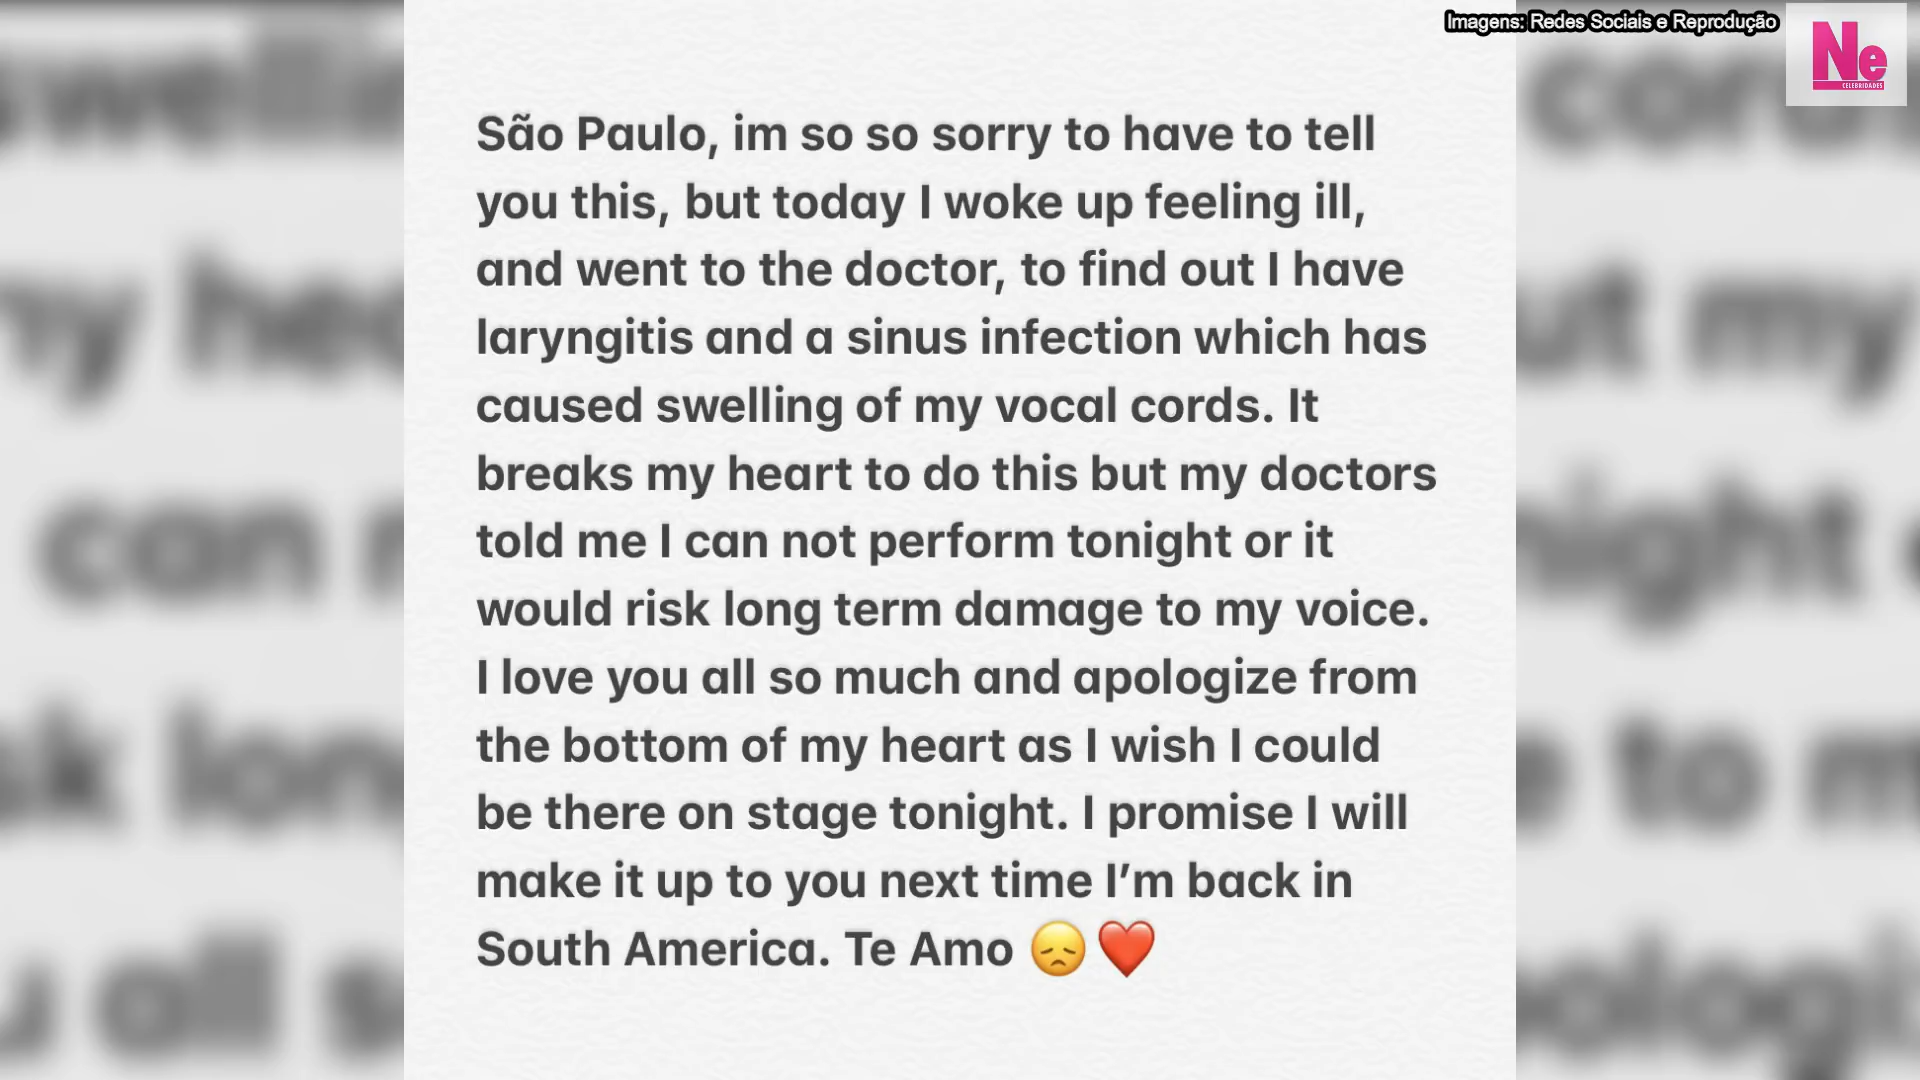 Imagens: Redes Sociais e Reprodução
Ne
CELEBRIDADES
São Paulo, im so so sorry to have to tell
you this, but today I woke up feeling ill,
and went to the doctor, to find out I have
laryngitis and a sinus infection which has
caused swelling of my vocal cords. It
breaks my heart to do this but my doctors
told me I can not perform tonight or it
would risk long term damage to my voice.
I love you all so much and apologize from
the bottom of my heart as I wish I could
be there on stage tonight. I promise I will
make it up to you next time I’m back in
South America. Te Amo 😞 ❤️